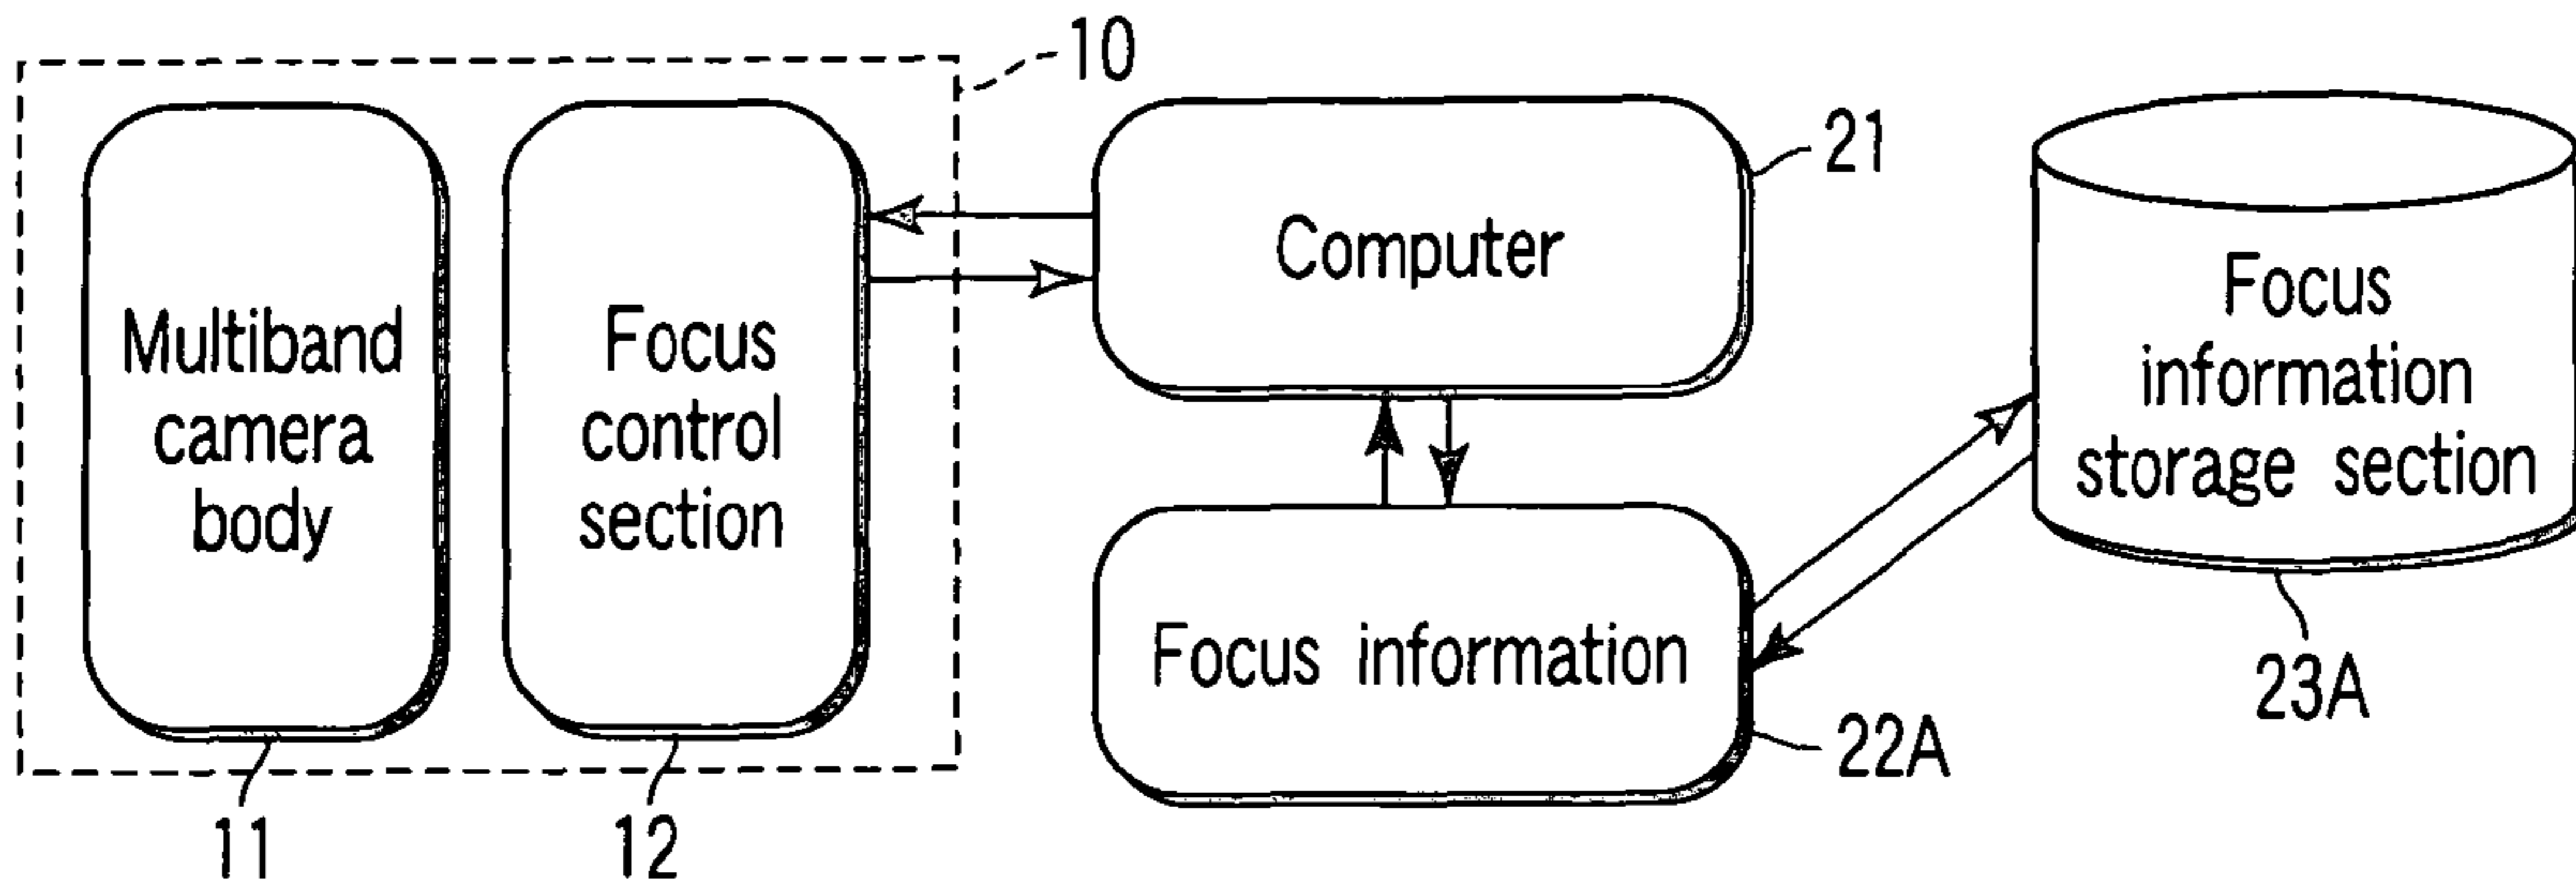 10
Multiband
camera
body
11
Focus
control
section
12
Computer
21
Focus information
22A
Focus
information
storage section
23A